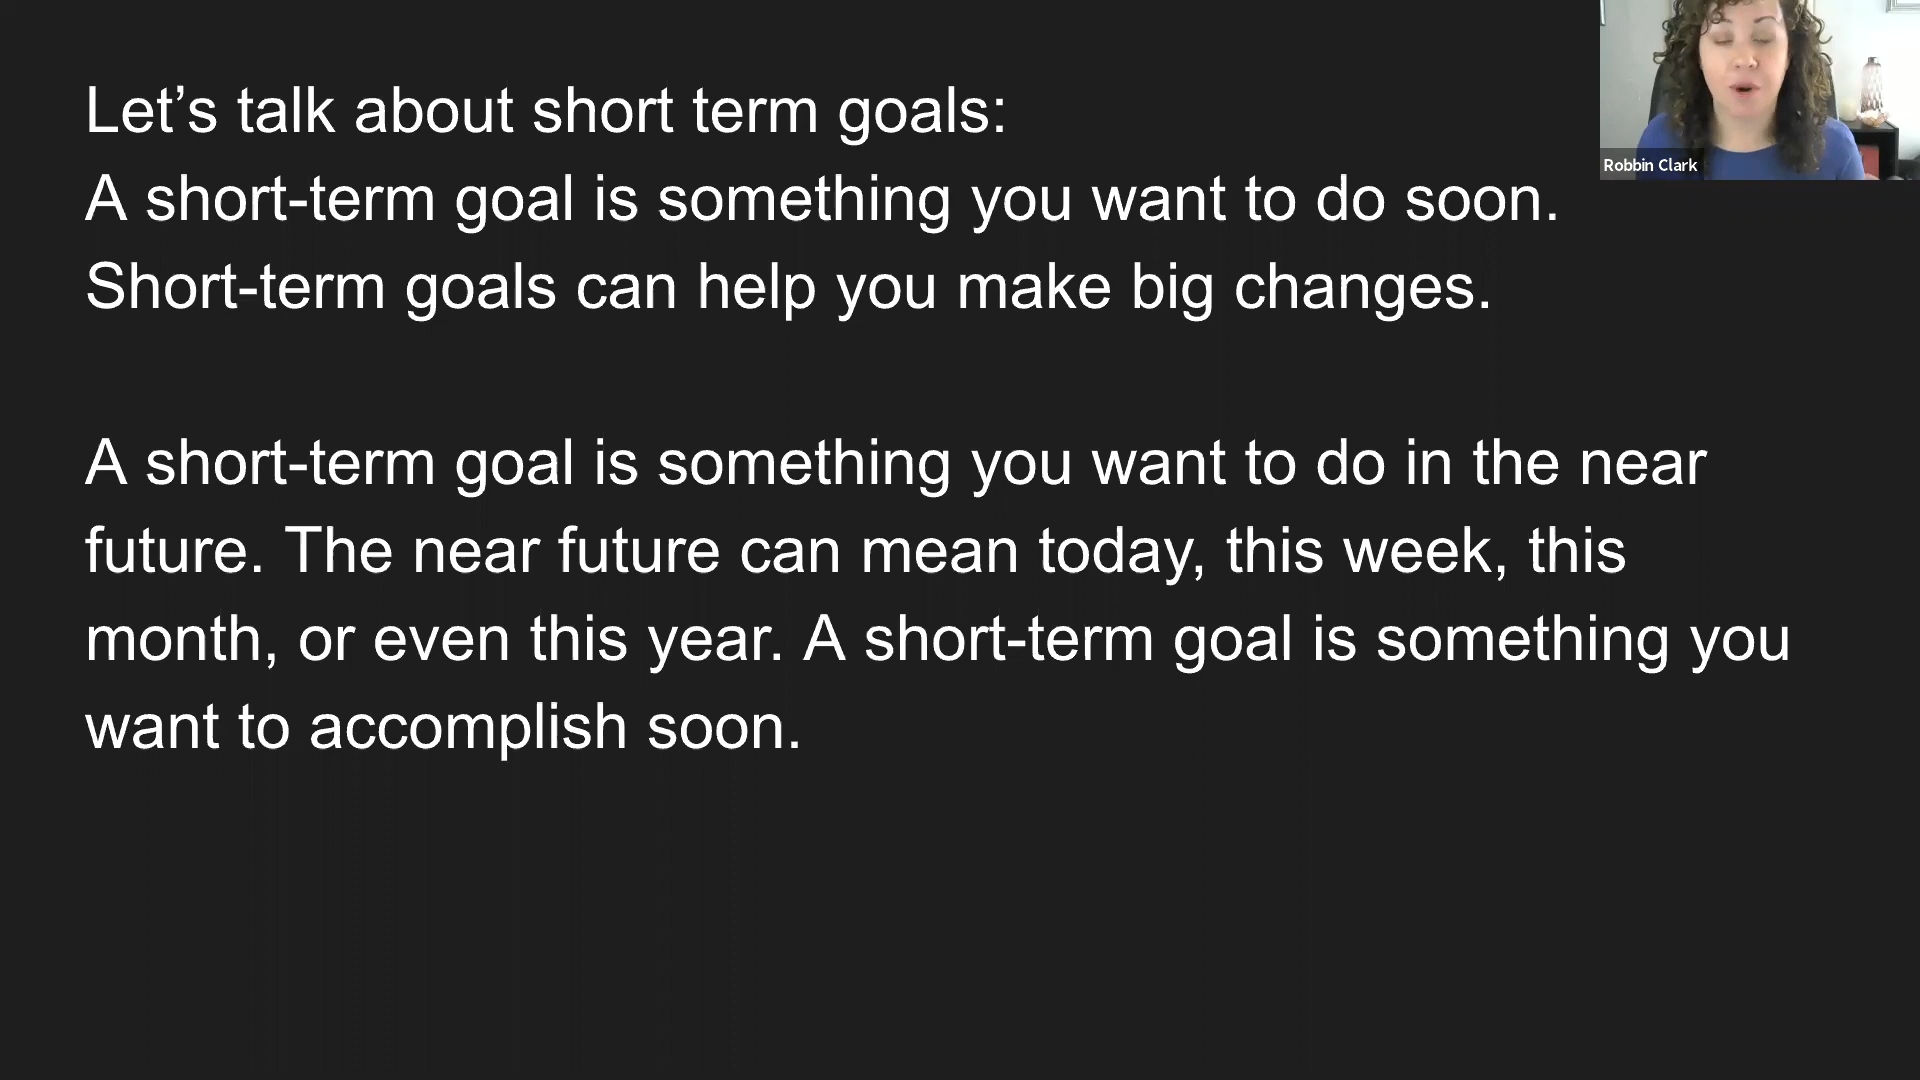 Let’s talk about short term goals:
A short-term goal is something you want to do soon.
Short-term goals can help you make big changes.
A short-term goal is something you want to do in the near
future. The near future can mean today, this week, this
month, or even this year. A short-term goal is something you
want to accomplish soon.
Robbin Clark